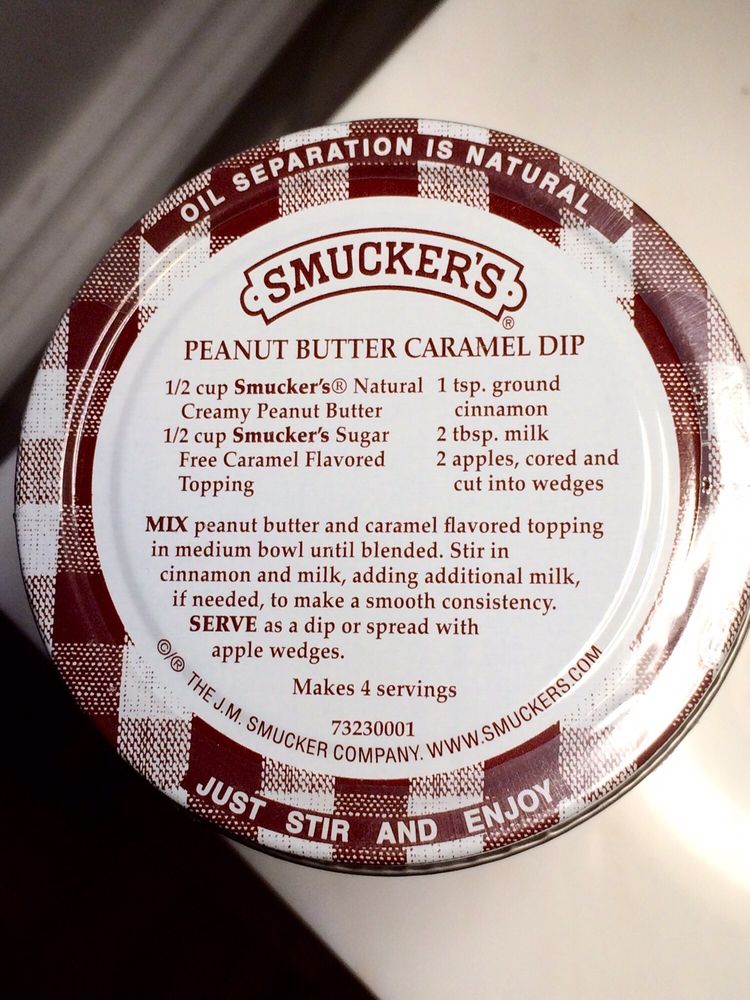 OIL SEPARATION IS NATURAL
SMUCKER'S
®
PEANUT BUTTER CARAMEL DIP
1/2 cup Smucker's® Natural
Creamy Peanut Butter
1/2 cup Smucker's Sugar
Free Caramel Flavored
Topping
1 tsp. ground
cinnamon
2 tbsp. milk
2 apples, cored and
cut into wedges
MIX peanut butter and caramel flavored topping
in medium bowl until blended. Stir in
cinnamon and milk, adding additional milk,
if needed, to make a smooth consistency.
SERVE as a dip or spread with
apple wedges.
Makes 4 servings
73230001
©/® THE J.M. SMUCKER COMPANY. WWW.SMUCKERS.COM
JUST STIR AND ENJOY